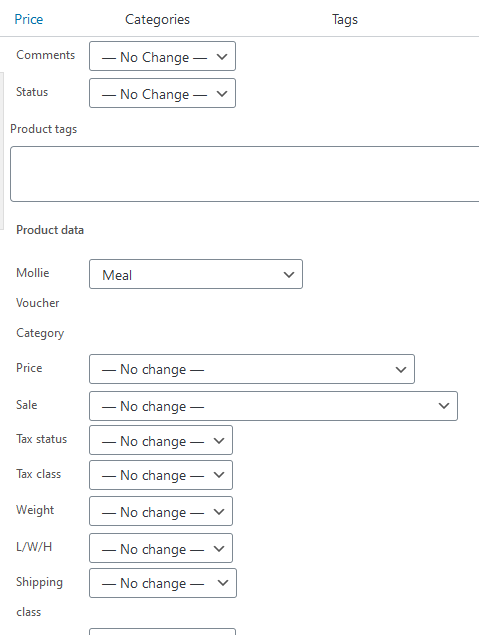 Price Categories Tags
Comments — No Change —
Status — No Change —
Product tags
Product data
Mollie Meal
Voucher
Category
Price — No change —
Sale — No change —
Tax status — No change —
Tax class — No change —
Weight — No change —
L/W/H — No change —
Shipping — No change —
class